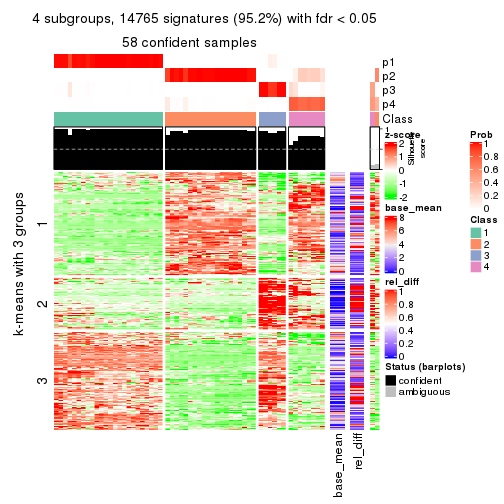 4 subgroups, 14765 signatures (95.2%) with fdr < 0.05
58 confident samples
p1
p2
p3
p4
Class
1
Silhouette
score
k-means with 3 groups
1
2
3
base_mean
rel_diff
z-score
2
1
0
-1
-2
base_mean
8
6
4
2
0
rel_diff
1
0.8
0.6
0.4
0.2
0
Status (barplots)
confident
ambiguous
Prob
1
0.8
0.6
0.4
0.2
0
Class
1
2
3
4